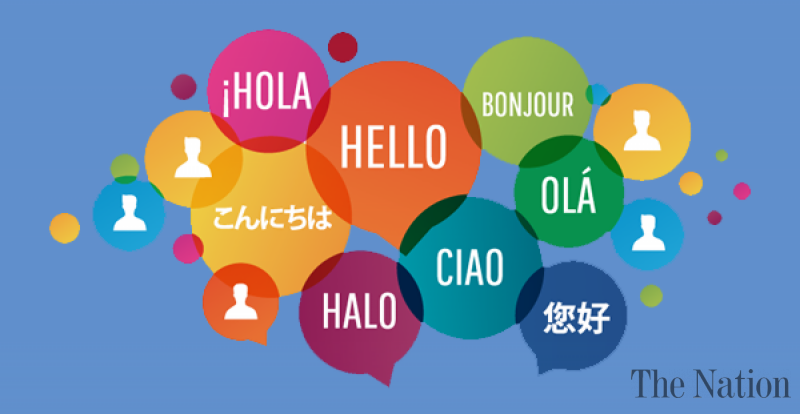 ¡HOLA
HELLO
BONJOUR
こんにちは
OLÁ
CIAO
HALO
您好
The Nation